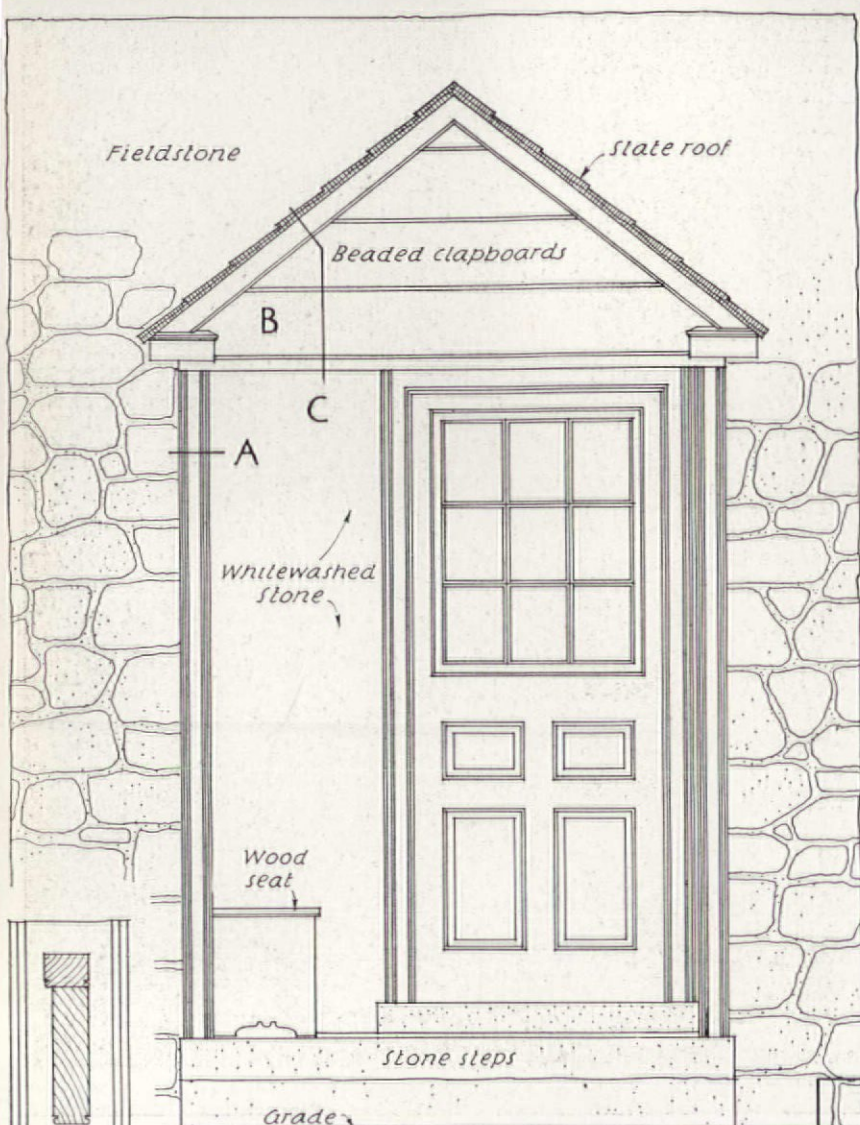 Fieldstone
Slate roof
Beaded clapboards
B
C
A
Whitewashed
stone
Wood
seat
Stone steps
Grade